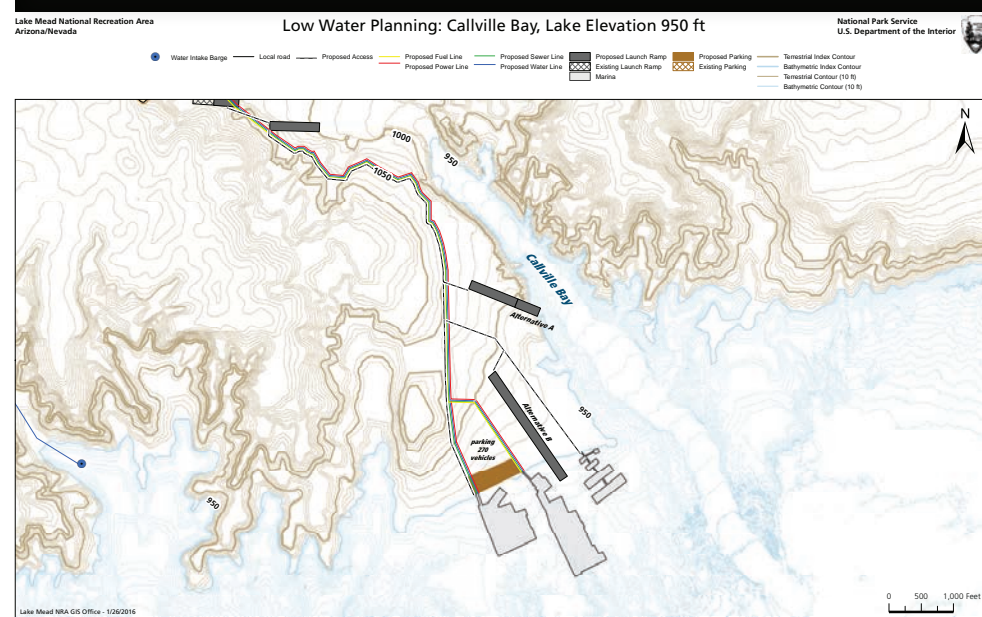 Lake Mead National Recreation Area
Arizona/Nevada
Low Water Planning: Callville Bay, Lake Elevation 950 ft
National Park Service
U.S. Department of the Interior
Water Intake Barge
Local road
Proposed Access
Proposed Fuel Line
Proposed Power Line
Proposed Sewer Line
Proposed Water Line
Proposed Launch Ramp
Existing Launch Ramp
Marina
Proposed Parking
Existing Parking
Terrestrial Index Contour
Bathymetric Index Contour
Terrestrial Contour (10 ft)
Bathymetric Contour (10 ft)
N
1000
950
1050
Callville Bay
Alternative A
Alternative B
950
parking
270
vehicles
950
Lake Mead NRA GIS Office - 1/26/2016
0 500 1,000 Feet